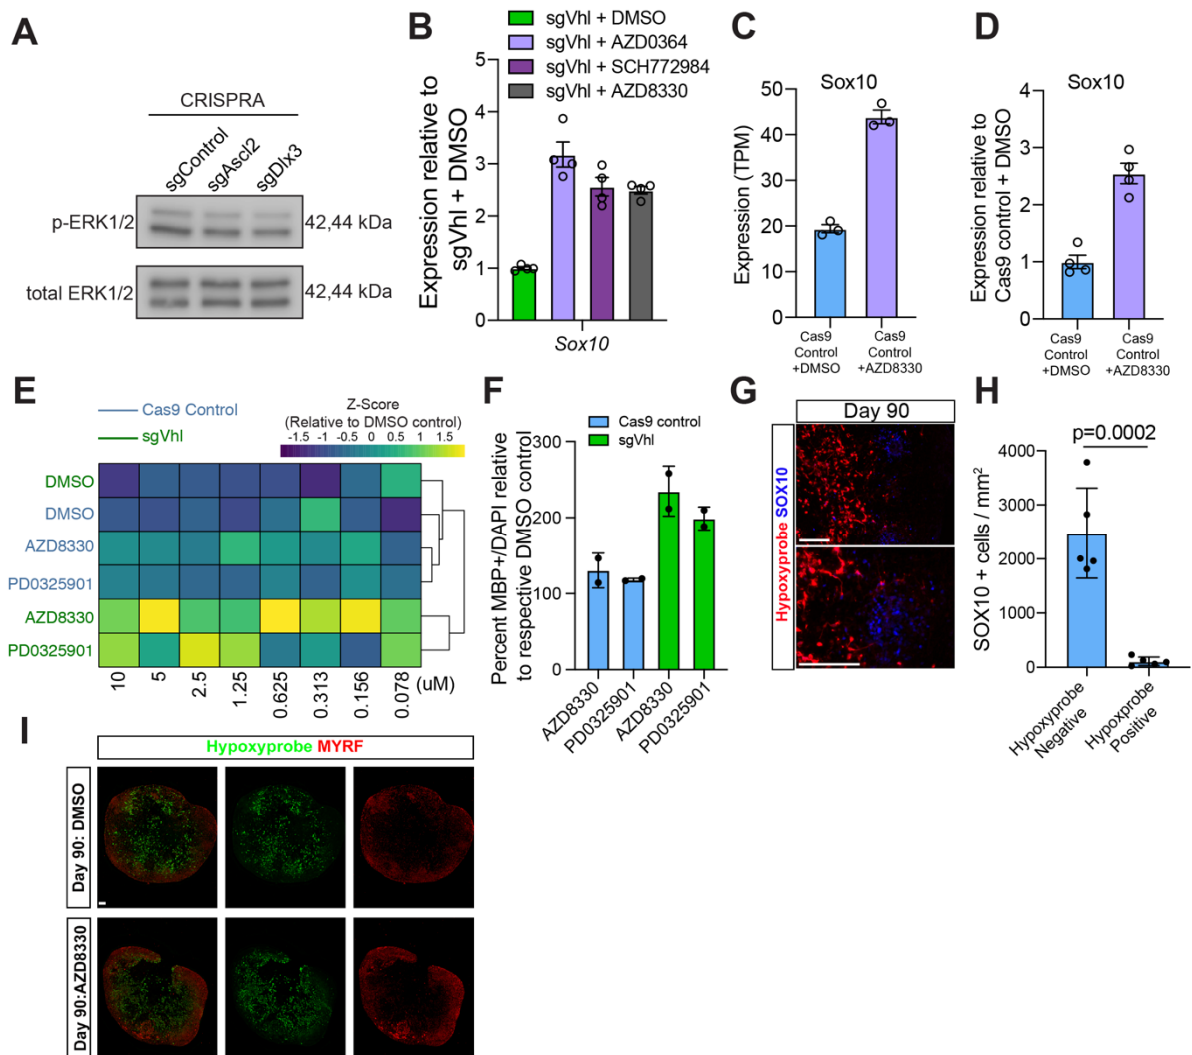 A
CRISPRA
sgControl
sgAscl2
sgDlx3
p-ERK1/2
42,44 kDa
total ERK1/2
42,44 kDa
B
sgVhl + DMSO
sgVhl + AZD0364
sgVhl + SCH772984
sgVhl + AZD8330
Expression relative to
sgVhl + DMSO
5
4
3
2
1
0
Sox10
C
Sox10
Expression (TPM)
50
40
30
20
10
0
Cas9
Control
+DMSO
Cas9
Control
+AZD8330
D
Sox10
Expression relative to
Cas9 control + DMSO
4
3
2
1
0
Cas9
Control
+DMSO
Cas9
Control
+AZD8330
E
Cas9 Control
sgVhl
Z-Score
(Relative to DMSO control)
-1.5 -1 -0.5 0 0.5 1 1.5
DMSO
DMSO
AZD8330
PD0325901
AZD8330
PD0325901
10 5 2.5 1.25 0.625 0.313 0.156 0.078 (uM)
F
Cas9 control
sgVhl
Percent MBP+/DAPI relative
to respective DMSO control
300
200
100
0
AZD8330
PD0325901
AZD8330
PD0325901
G
Day 90
Hypoxyprobe SOX10
H
p=0.0002
SOX10 + cells / mm²
4000
3000
2000
1000
0
Hypoxyprobe
Negative
Hypoxprobe
Positive
I
Hypoxyprobe MYRF
Day 90: DMSO
Day 90:AZD8330